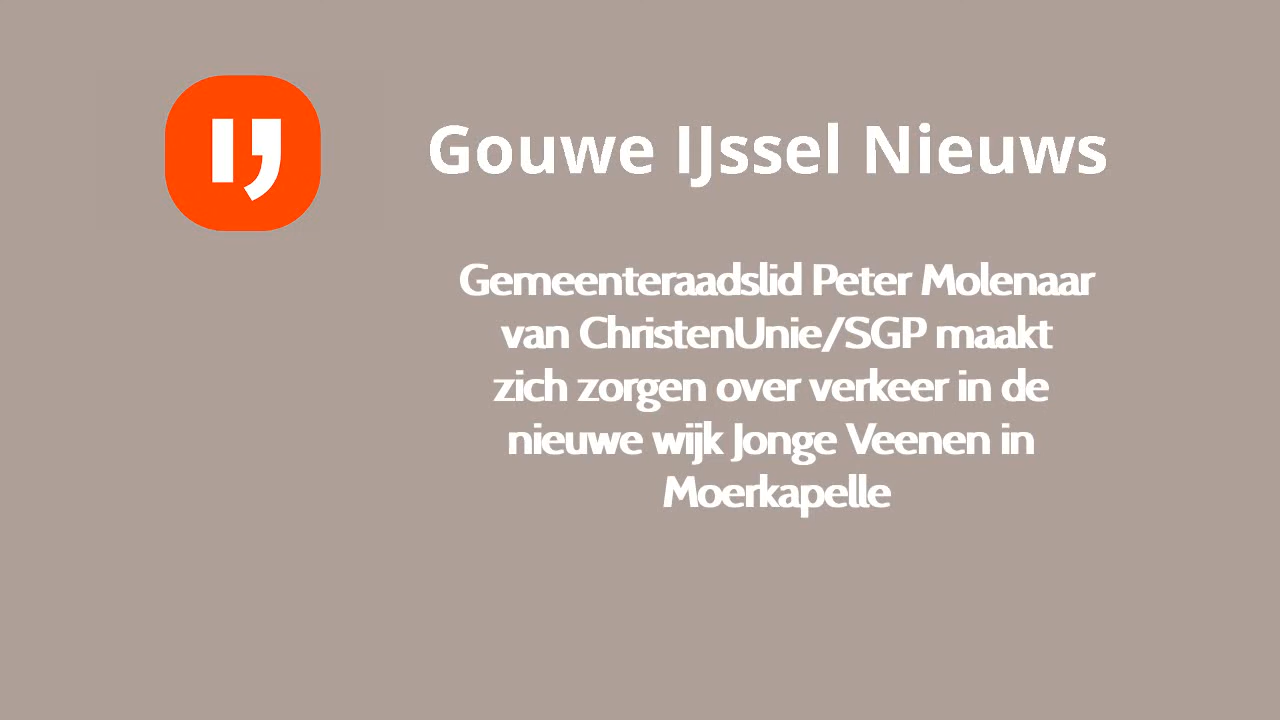 IJ
Gouwe IJssel Nieuws
Gemeenteraadslid Peter Molenaar
van ChristenUnie/SGP maakt
zich zorgen over verkeer in de
nieuwe wijk Jonge Veenen in
Moerkapelle